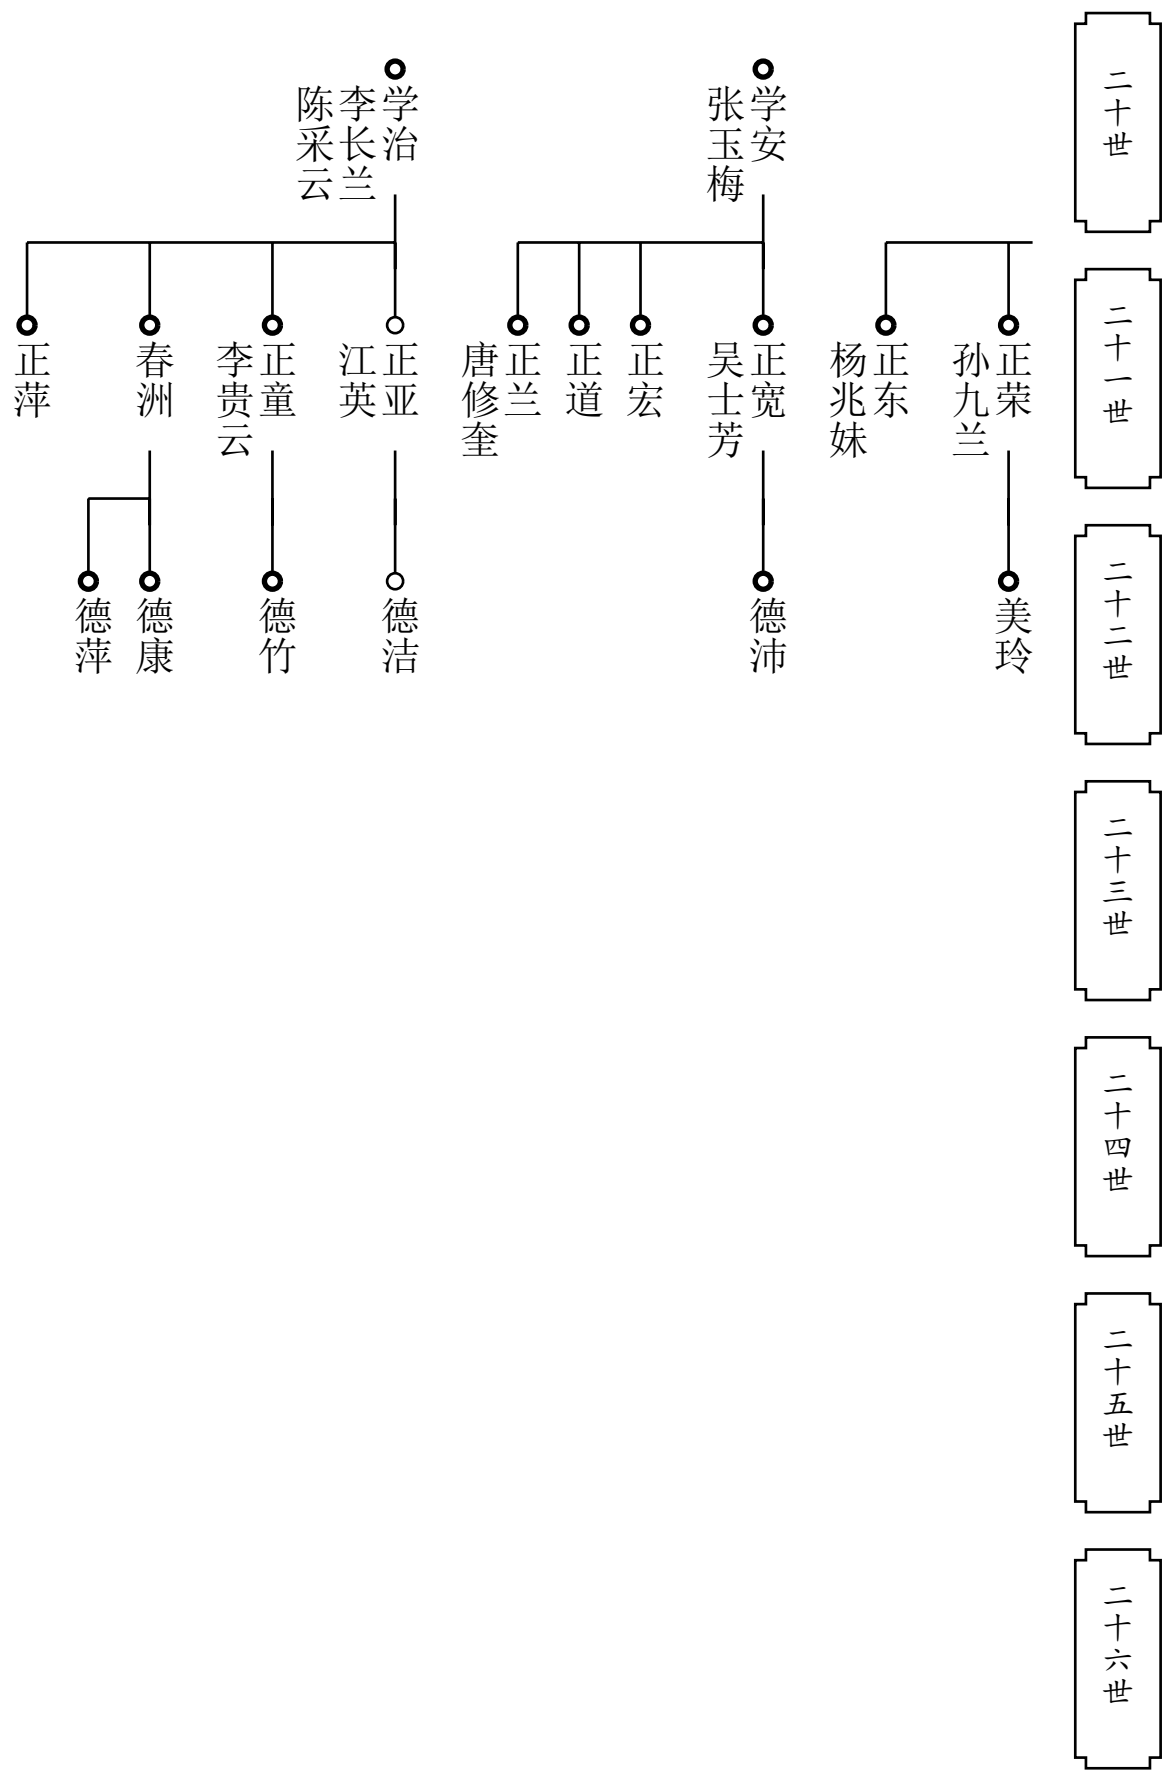 二十世
学安
张玉梅
学治
李长兰
陈采云
二十一世
正荣
孙九兰
正东
杨兆妹
正宽
吴士芳
正宏
正道
正兰
唐修奎
正亚
江英
正童
李贵云
春洲
正萍
二十二世
美玲
德沛
德洁
德竹
德康
德萍
二十三世
二十四世
二十五世
二十六世